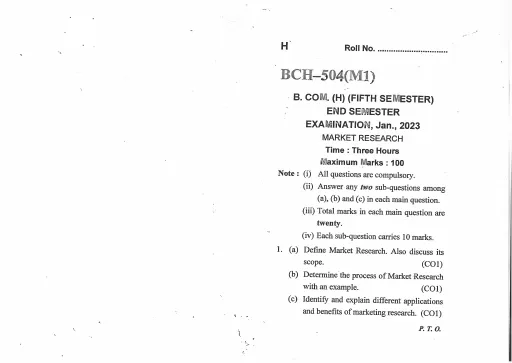 H Roll No. ..............................
BCH–504(M1)
B. COM. (H) (FIFTH SEMESTER)
END SEMESTER
EXAMINATION, Jan., 2023
MARKET RESEARCH
Time : Three Hours
Maximum Marks : 100
Note : (i) All questions are compulsory.
(ii) Answer any two sub-questions among
(a), (b) and (c) in each main question.
(iii) Total marks in each main question are
twenty.
(iv) Each sub-question carries 10 marks.
1. (a) Define Market Research. Also discuss its
scope. (CO1)
(b) Determine the process of Market Research
with an example. (CO1)
(c) Identify and explain different applications
and benefits of marketing research. (CO1)
P. T. O.